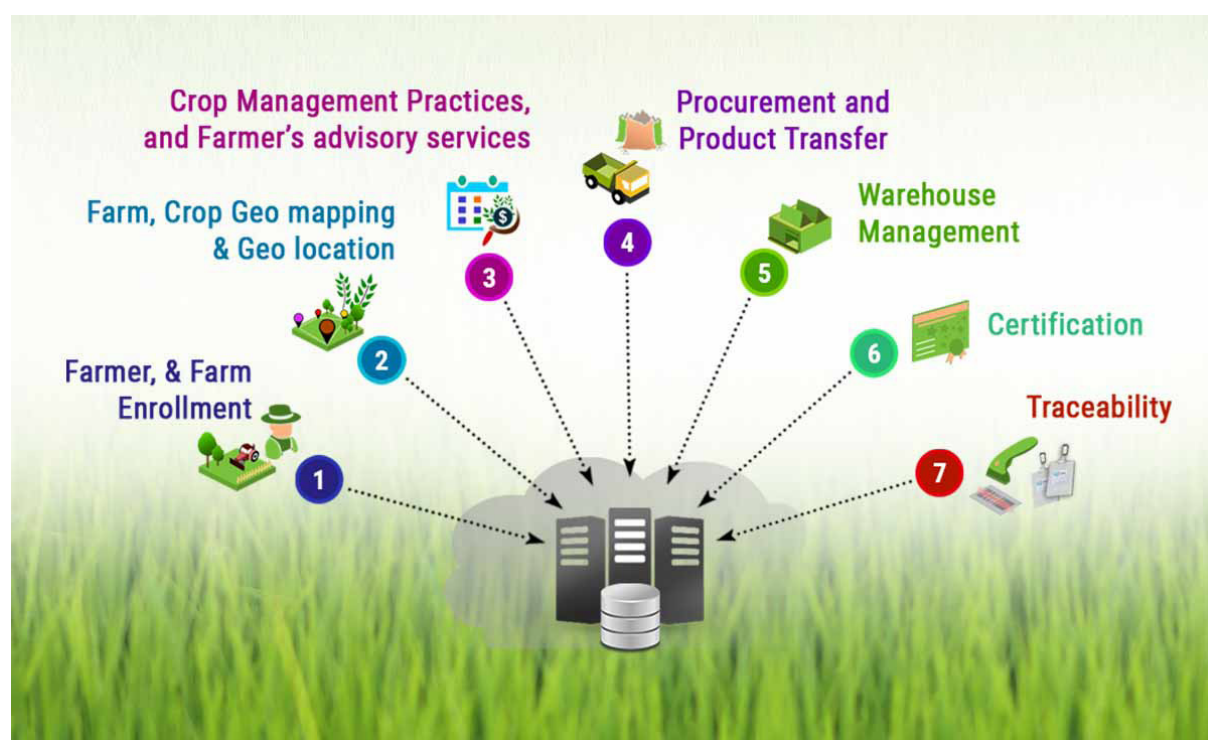 Farmer, & Farm
Enrollment
1
Farm, Crop Geo mapping
& Geo location
2
Crop Management Practices,
and Farmer's advisory services
3
Procurement and
Product Transfer
4
Warehouse
Management
5
Certification
6
Traceability
7